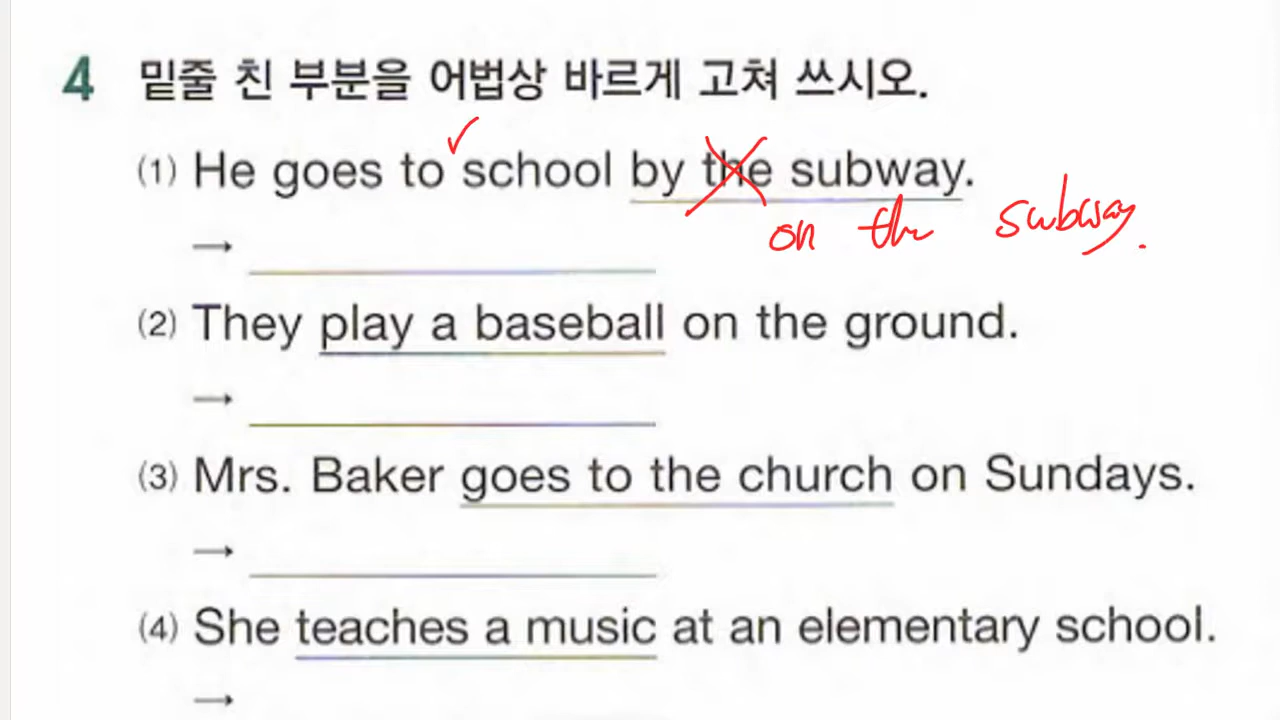 4 밑줄 친 부분을 어법상 바르게 고쳐 쓰시오.
(1) He goes to school by the subway.
on the subway.
→
(2) They play a baseball on the ground.
→
(3) Mrs. Baker goes to the church on Sundays.
→
(4) She teaches a music at an elementary school.
→